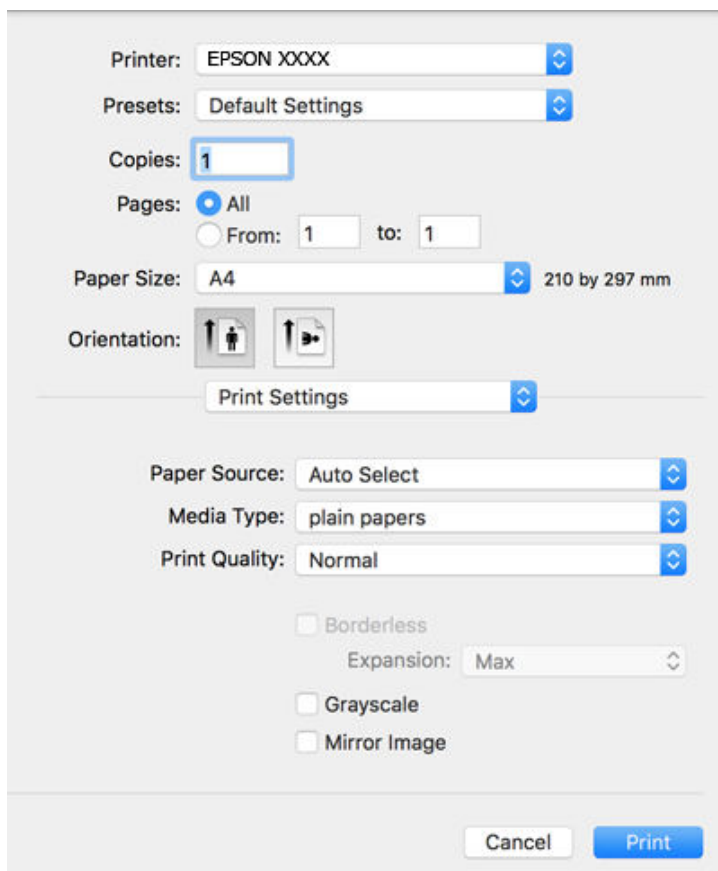 Printer: EPSON XXXX
Presets: Default Settings
Copies: 1
Pages: All
From: 1 to: 1
Paper Size: A4 210 by 297 mm
Orientation:
Print Settings
Paper Source: Auto Select
Media Type: plain papers
Print Quality: Normal
Borderless
Expansion: Max
Grayscale
Mirror Image
Cancel Print